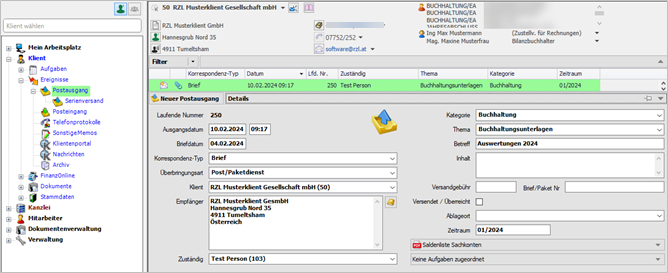 50 RZL Musterklient Gesellschaft mbH
BUCHHALTUNG/EA
BUCHHALTUNG/EA
Klient wählen
RZL Musterklient GmbH
Hannesgrub Nord 35
07752/252
Ing Max Mustermann (Zustellv. für Rechnungen)
4911 Tumeltsham
software@rzl.at
Mag. Maxine Musterfrau Bilanzbuchhalter
Mein Arbeitsplatz
Klient
Aufgaben
Ereignisse
Postausgang
Serienversand
Posteingang
Telefonprotokolle
SonstigeMemos
Klientenportal
Nachrichten
Archiv
FinanzOnline
Dokumente
Stammdaten
Kanzlei
Mitarbeiter
Dokumentenverwaltung
Verwaltung
Filter
Korrespondenz-Typ Datum Lfd. Nr. Zuständig Thema Kategorie Zeitraum
Brief 10.02.2024 09:17 250 Test Person Buchhaltungsunterlagen Buchhaltung 01/2024
Neuer Postausgang Details
Laufende Nummer 250
Ausgangsdatum 10.02.2024 09:17
Briefdatum 04.02.2024
Korrespondenz-Typ Brief
Überbringungsart Post/Paketdienst
Klient RZL Musterklient Gesellschaft mbH (50)
Empfänger RZL Musterklient GesmbH
Hannesgrub Nord 35
4911 Tumeltsham
Österreich
Zuständig Test Person (103)
Kategorie Buchhaltung
Thema Buchhaltungsunterlagen
Betreff Auswertungen 2024
Inhalt
Versandgebühr Brief/Paket Nr
Versendet / Überreicht
Ablageort
Zeitraum 01/2024
PDF Saldenliste Sachkonten
Keine Aufgaben zugeordnet